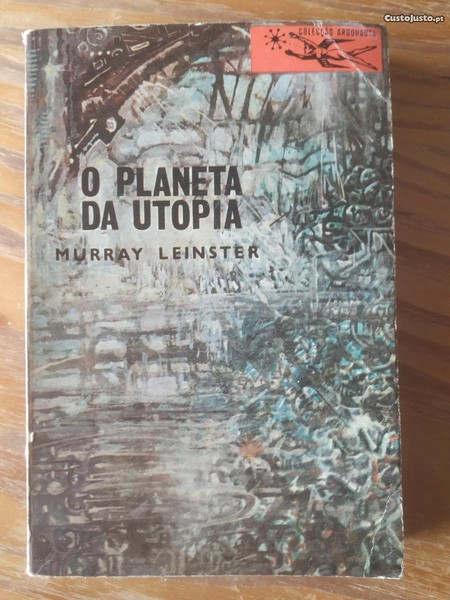 CustoJusto.pt
COLECÇÃO ARGONAUTA
O PLANETA
DA UTOPIA
MURRAY LEINSTER